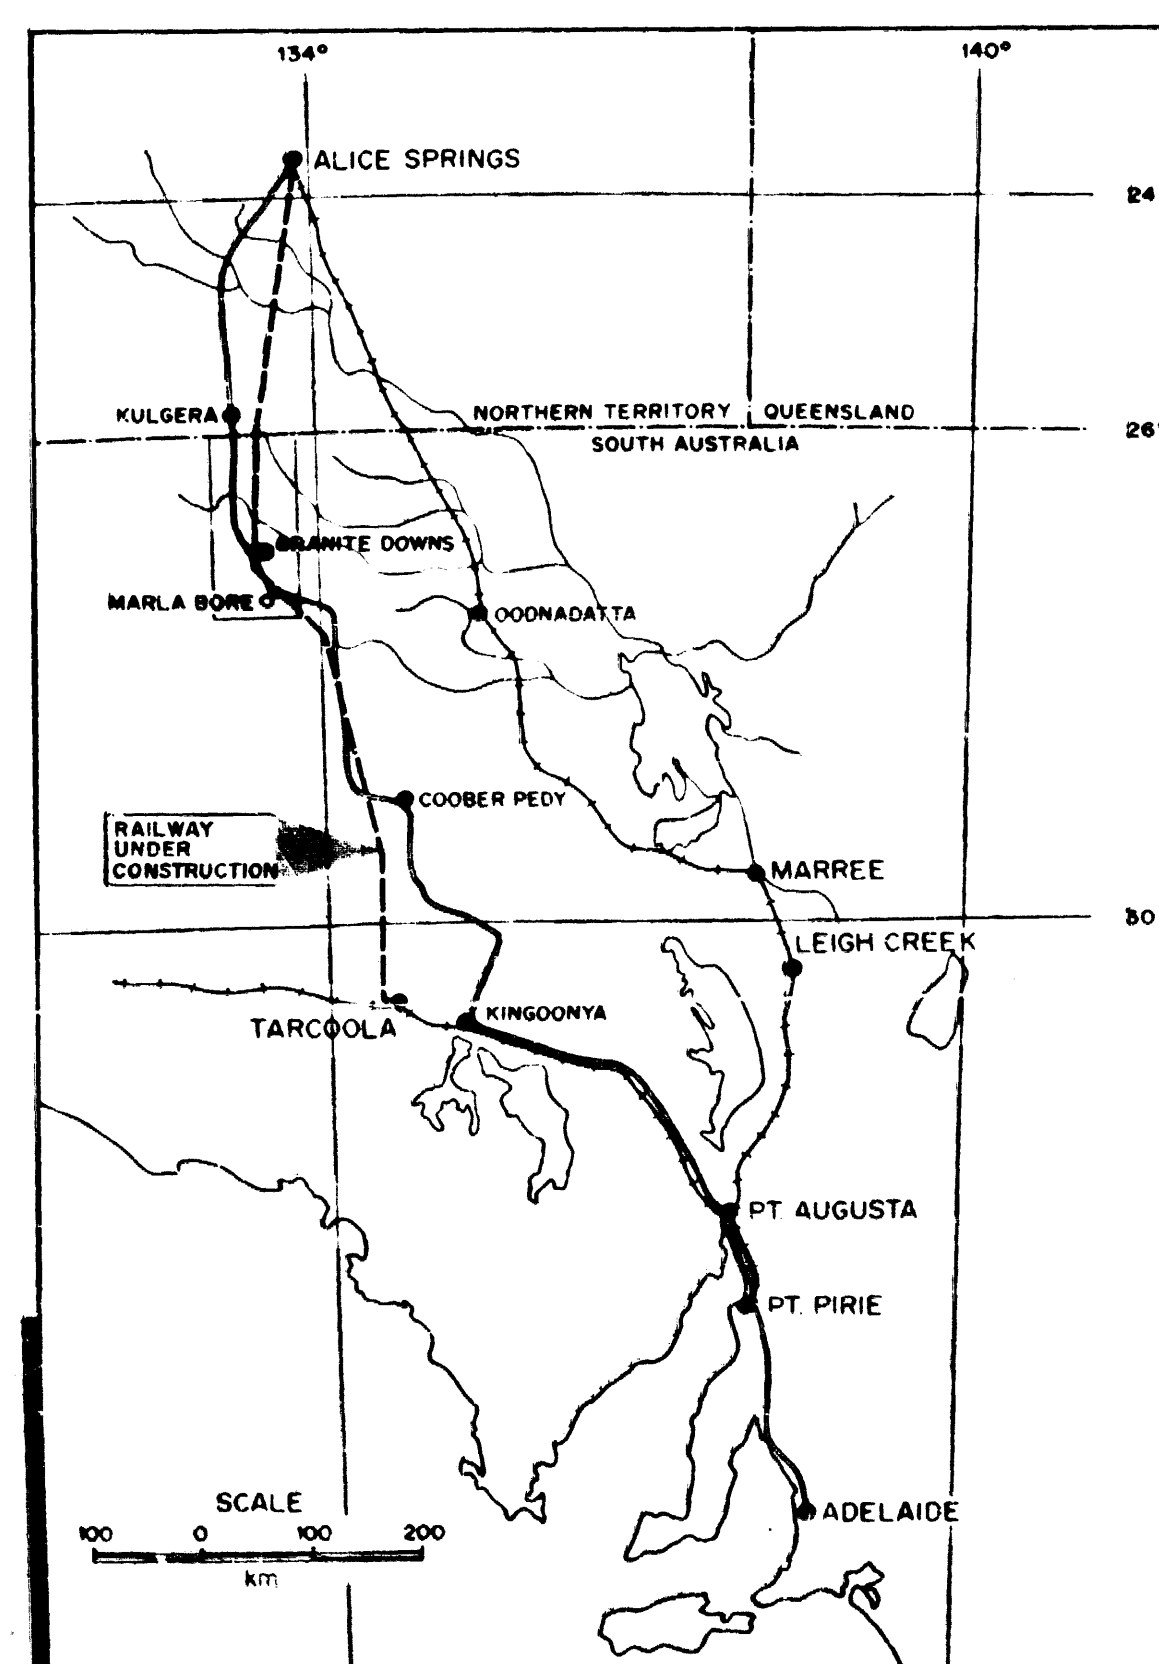 134° 140°
ALICE SPRINGS
24
KULGERA
NORTHERN TERRITORY QUEENSLAND
26°
SOUTH AUSTRALIA
GRANITE DOWNS
MARLA BORE
OODNADATTA
COOBER PEDY
RAILWAY
UNDER
CONSTRUCTION
MARREE
30
LEIGH CREEK
KINGOONYA
TARCOOLA
PT. AUGUSTA
PT. PIRIE
SCALE
ADELAIDE
100 0 100 200
km